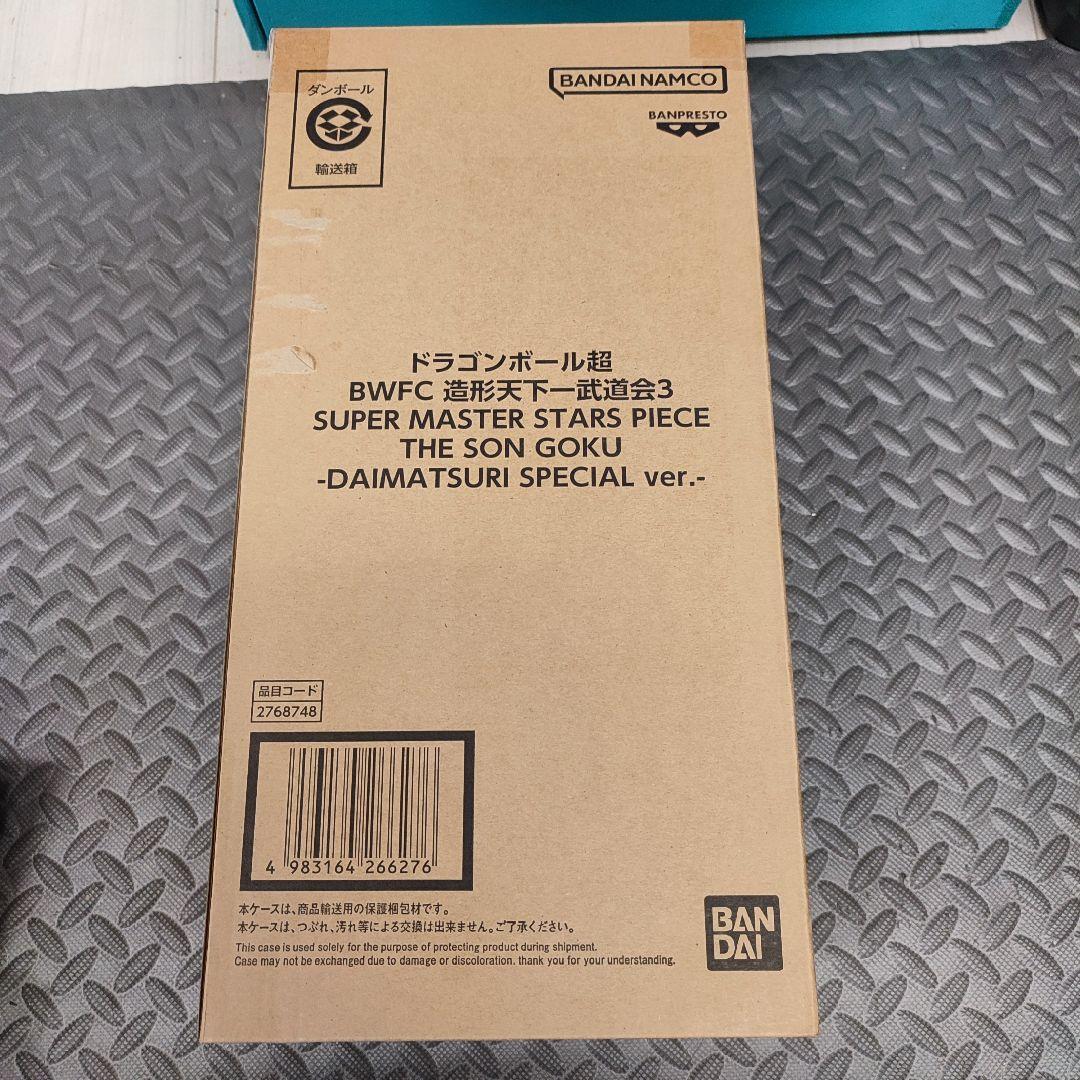 ダンボール
輸送箱
BANDAI NAMCO
BANPRESTO
ドラゴンボール超
BWFC 造形天下一武道会3
SUPER MASTER STARS PIECE
THE SON GOKU
-DAIMATSURI SPECIAL ver.-
品目コード
2768748
4 983164 266276
本ケースは、商品輸送用の保護梱包材です。
本ケースは、つぶれ、汚れ等による交換は出来ません。ご了承ください。
This case is used solely for the purpose of protecting product during shipment.
Case may not be exchanged due to damage or discoloration. thank you for your understanding.
BAN
DAI